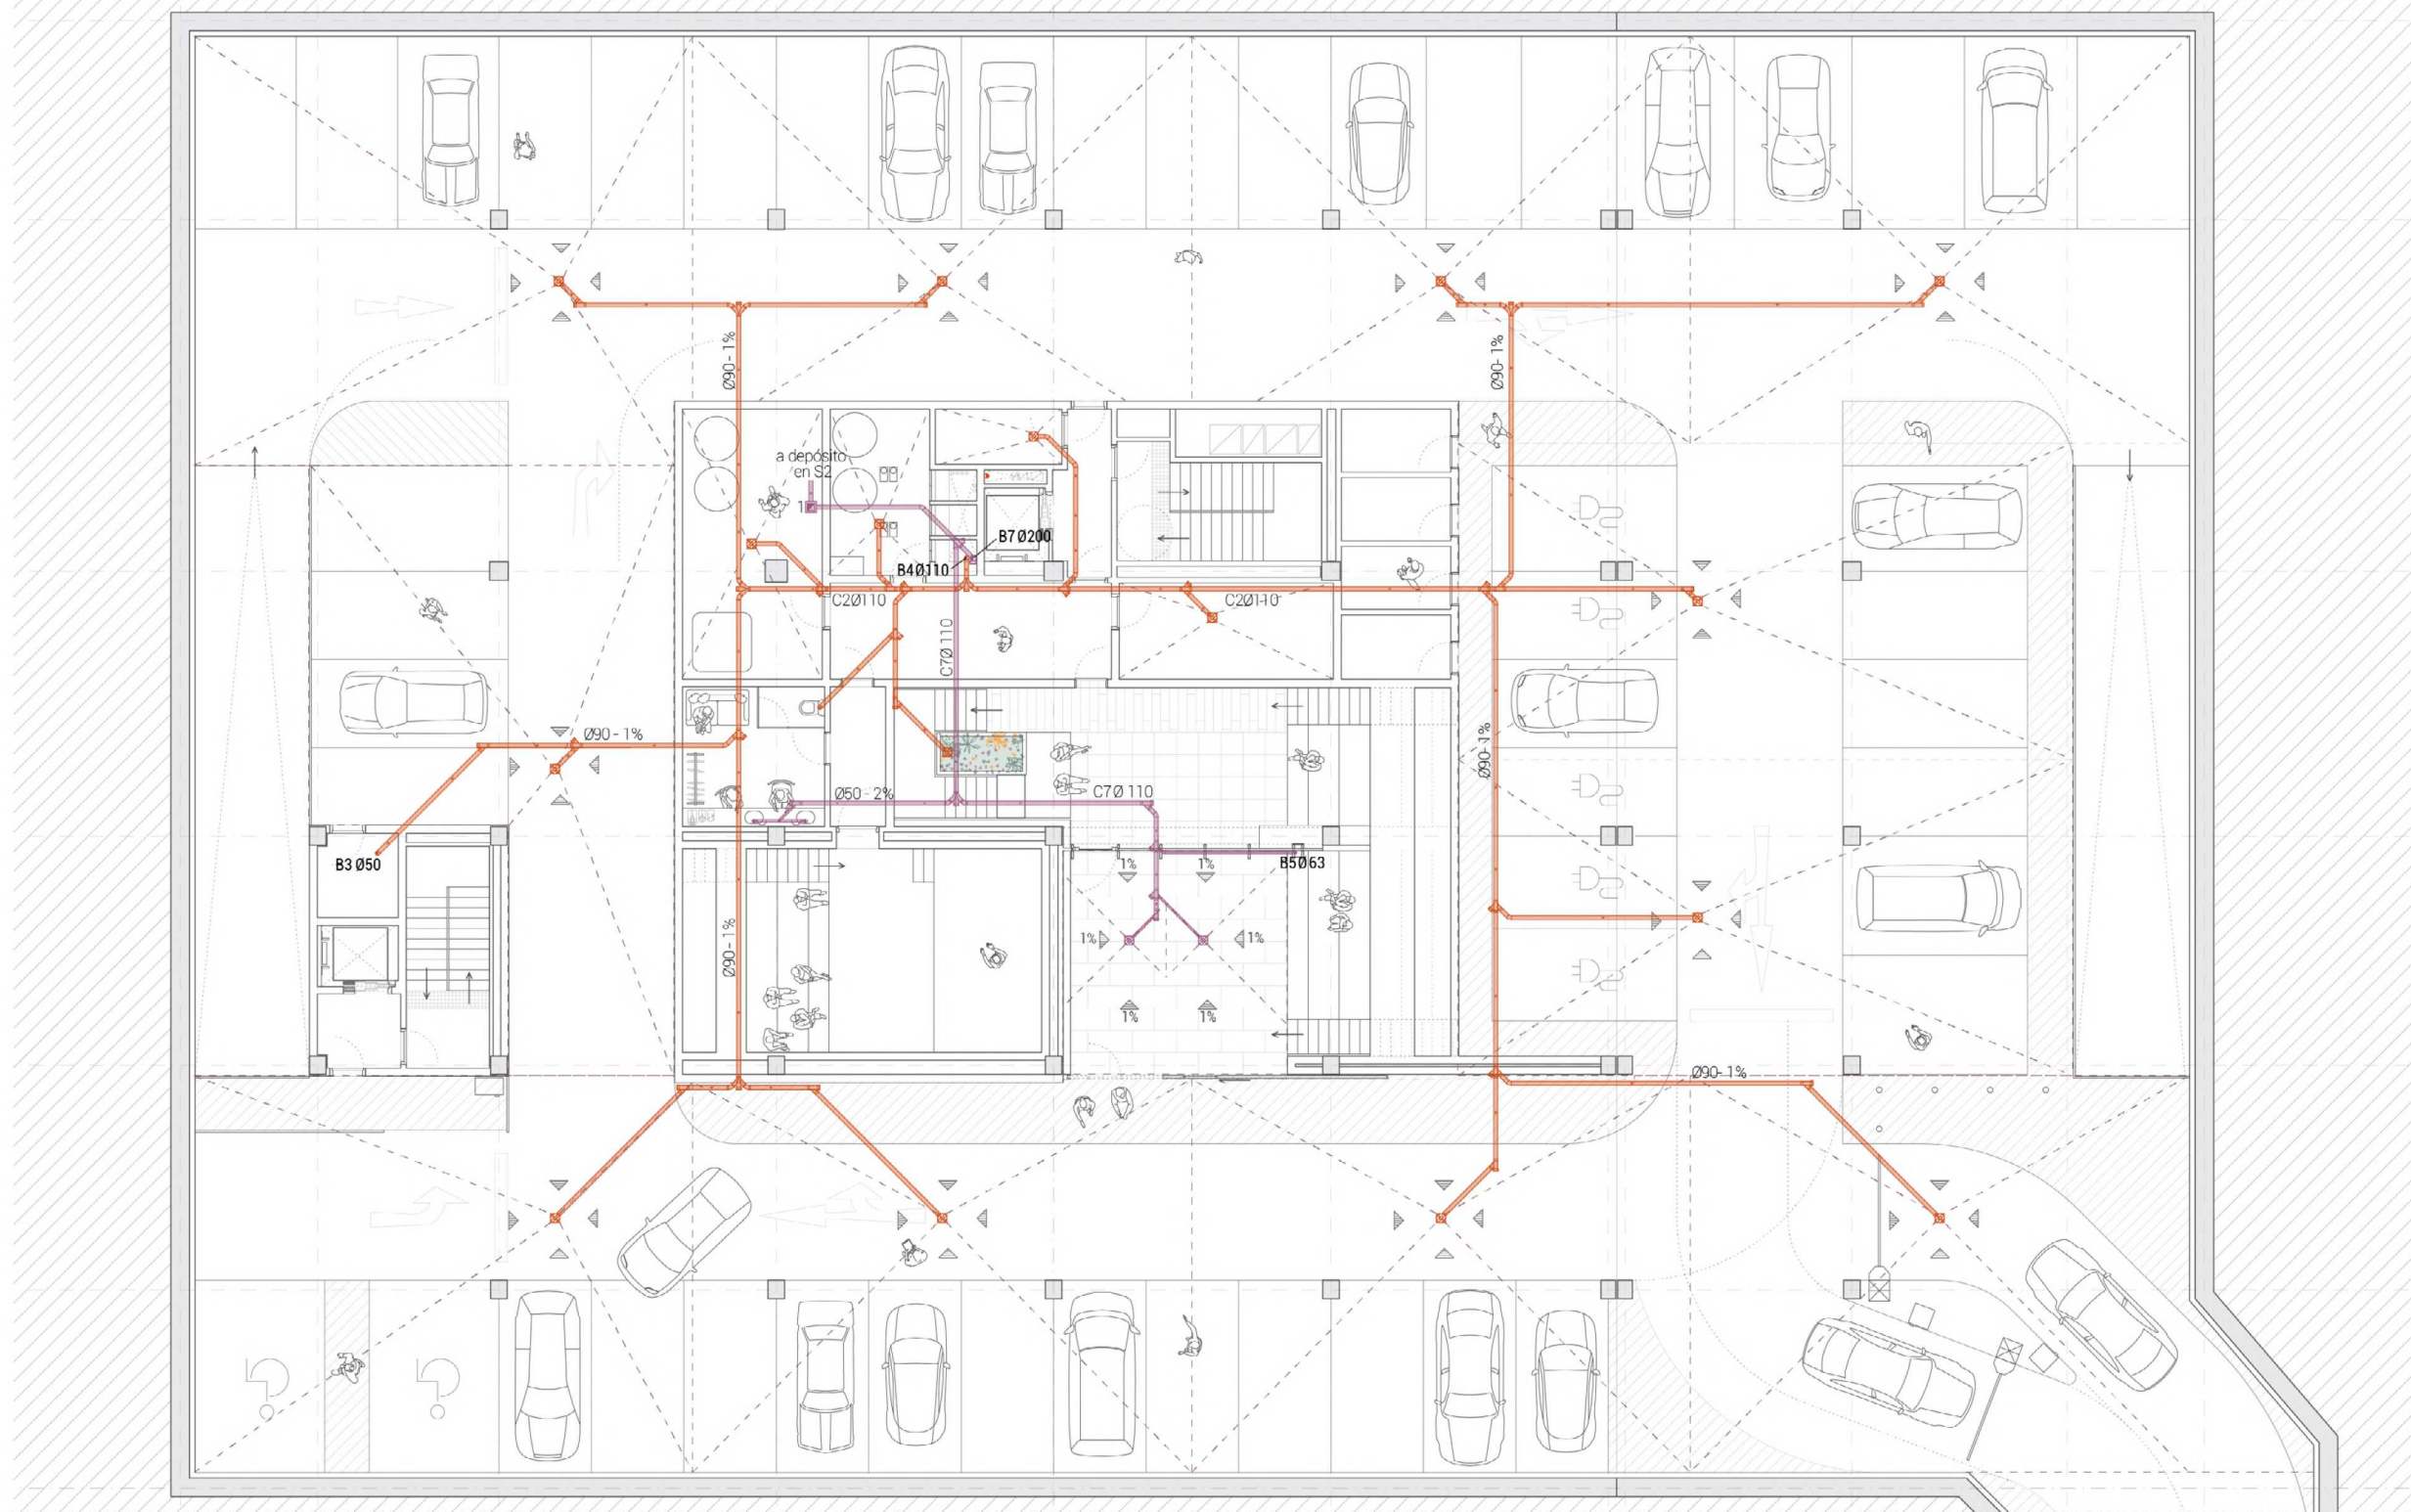 Ø90 - 1%
Ø90 - 1%
a depósito
en S2
1
B7 Ø200
B4Ø110
C2Ø110
C2Ø110
C7Ø 110
Ø90 - 1%
Ø90 - 1%
Ø50 - 2%
C7Ø 110
B3 Ø50
1%
1%
B5Ø63
Ø90 - 1%
1%
1%
1%
1%
Ø90 - 1%